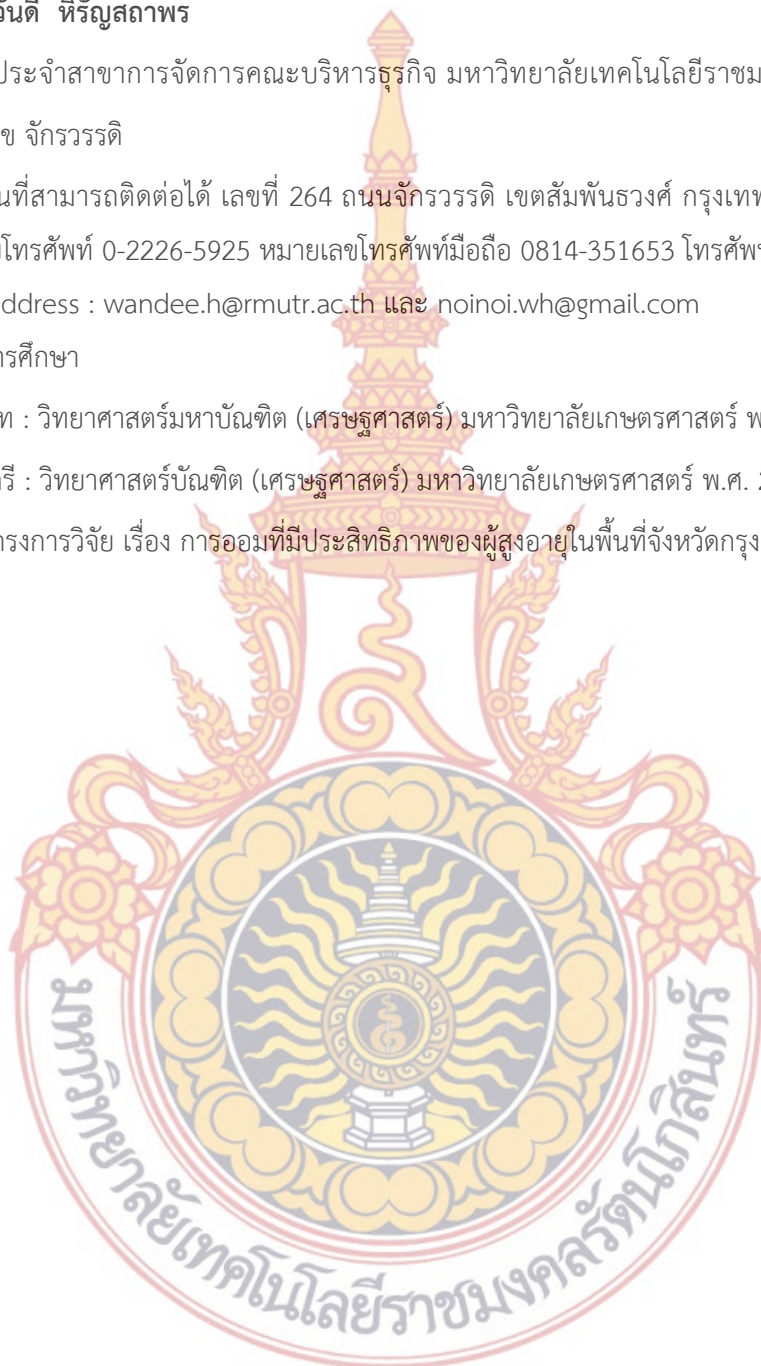 วันดี หิรัญสถาพร
ประจำสาขาการจัดการคณะบริหารธุรกิจ มหาวิทยาลัยเทคโนโลยีราชม
ข จักรวรรดิ
นที่สามารถติดต่อได้ เลขที่ 264 ถนนจักรวรรดิ เขตสัมพันธวงศ์ กรุงเทพ
โทรศัพท์ 0-2226-5925 หมายเลขโทรศัพท์มือถือ 0814-351653 โทรศัพ
ddress : wandee.h@rmutr.ac.th และ noinoi.wh@gmail.com
ารศึกษา
ท : วิทยาศาสตร์มหาบัณฑิต (เศรษฐศาสตร์) มหาวิทยาลัยเกษตรศาสตร์ พ
รี : วิทยาศาสตร์บัณฑิต (เศรษฐศาสตร์) มหาวิทยาลัยเกษตรศาสตร์ พ.ศ. 2
ครงการวิจัย เรื่อง การออมที่มีประสิทธิภาพของผู้สูงอายุในพื้นที่จังหวัดกรุง
มหาวิทยาลัยเทคโนโลยีราชมงคลรัตนโกสินทร์